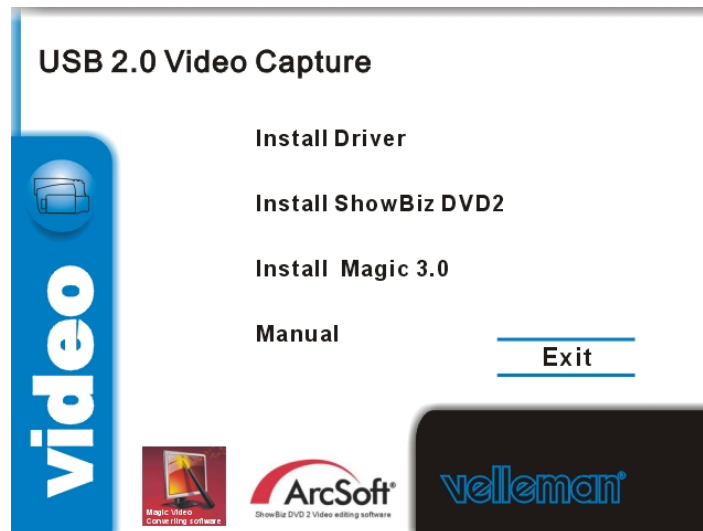 USB 2.0 Video Capture
Install Driver
Install ShowBiz DVD2
Install Magic 3.0
Manual
Exit
video
Magic Video
Converting software
ArcSoft®
ShowBiz DVD 2 Video editing software
velleman®